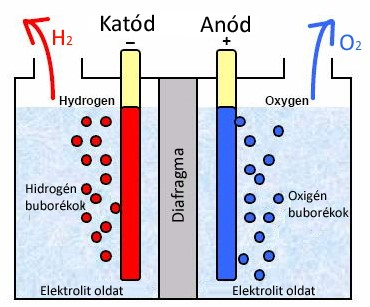 H2
Katód
–
Anód
+
O2
Hydrogen
Oxygen
Hidrogén
buborékok
Diafragma
Oxigén
buborékok
Elektrolit oldat
Elektrolit oldat